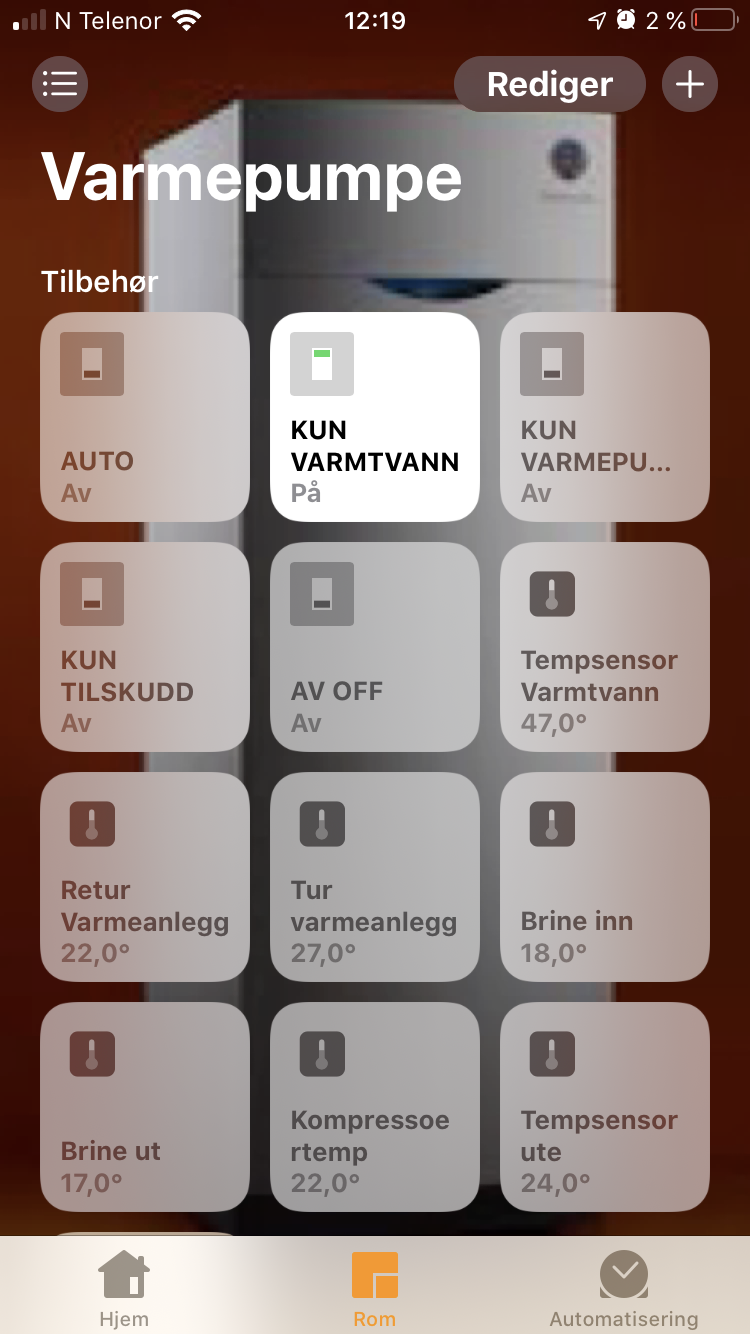 N Telenor 12:19 2 %
Rediger
Varmepumpe
Tilbehør
AUTO
Av
KUN
VARMTVANN
På
KUN
VARMEPU...
Av
KUN
TILSKUDD
Av
AV OFF
Av
Tempsensor
Varmtvann
47,0°
Retur
Varmeanlegg
22,0°
Tur
varmeanlegg
27,0°
Brine inn
18,0°
Brine ut
17,0°
Kompressoe
rtemp
22,0°
Tempsensor
ute
24,0°
Hjem
Rom
Automatisering